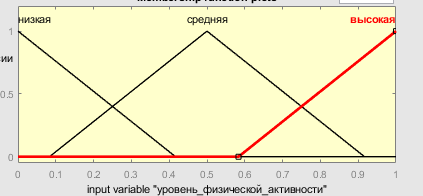 низкая средняя высокая
1
0.5
0
0 0.1 0.2 0.3 0.4 0.5 0.6 0.7 0.8 0.9 1
input variable "уровень_физической_активности"